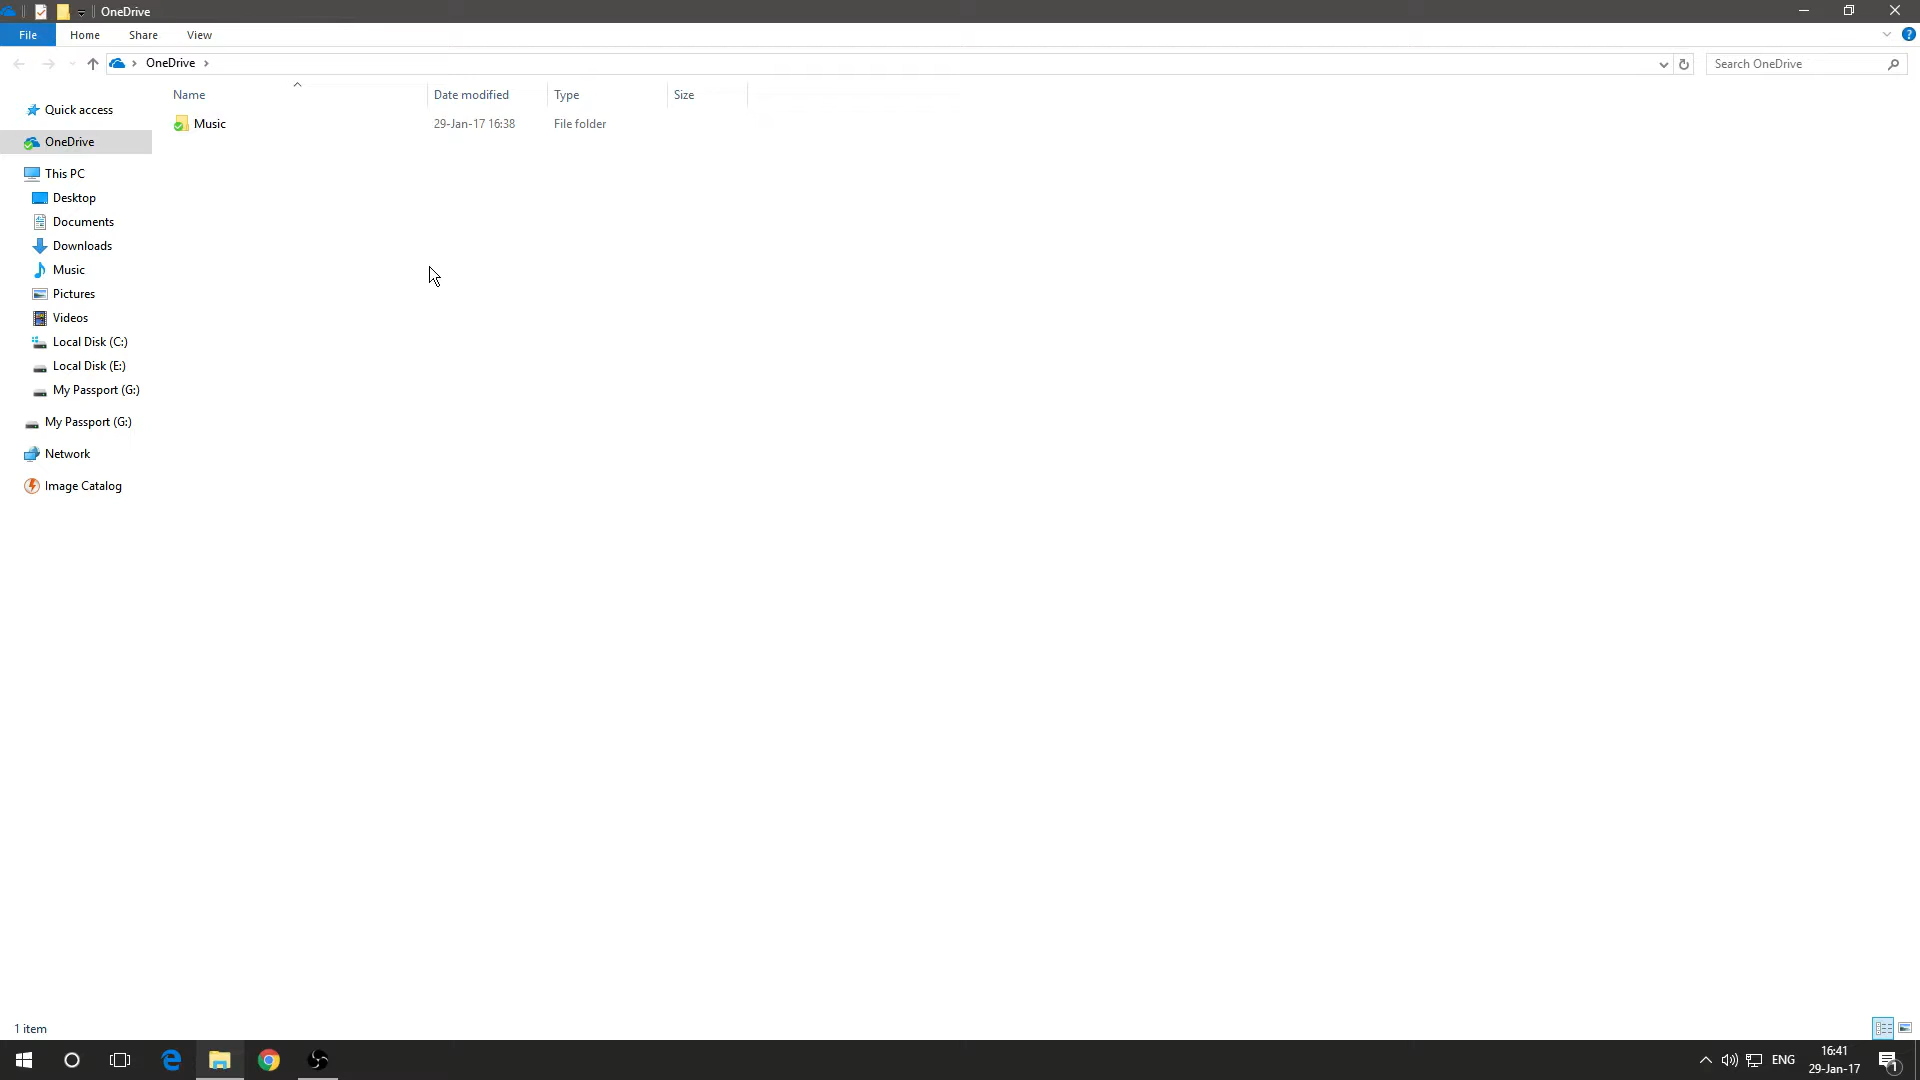 OneDrive
File Home Share View
OneDrive
Search OneDrive
Name Date modified Type Size
Music 29-Jan-17 16:38 File folder
Quick access
OneDrive
This PC
Desktop
Documents
Downloads
Music
Pictures
Videos
Local Disk (C:)
Local Disk (E:)
My Passport (G:)
My Passport (G:)
Network
Image Catalog
1 item
ENG
16:41
29-Jan-17
1